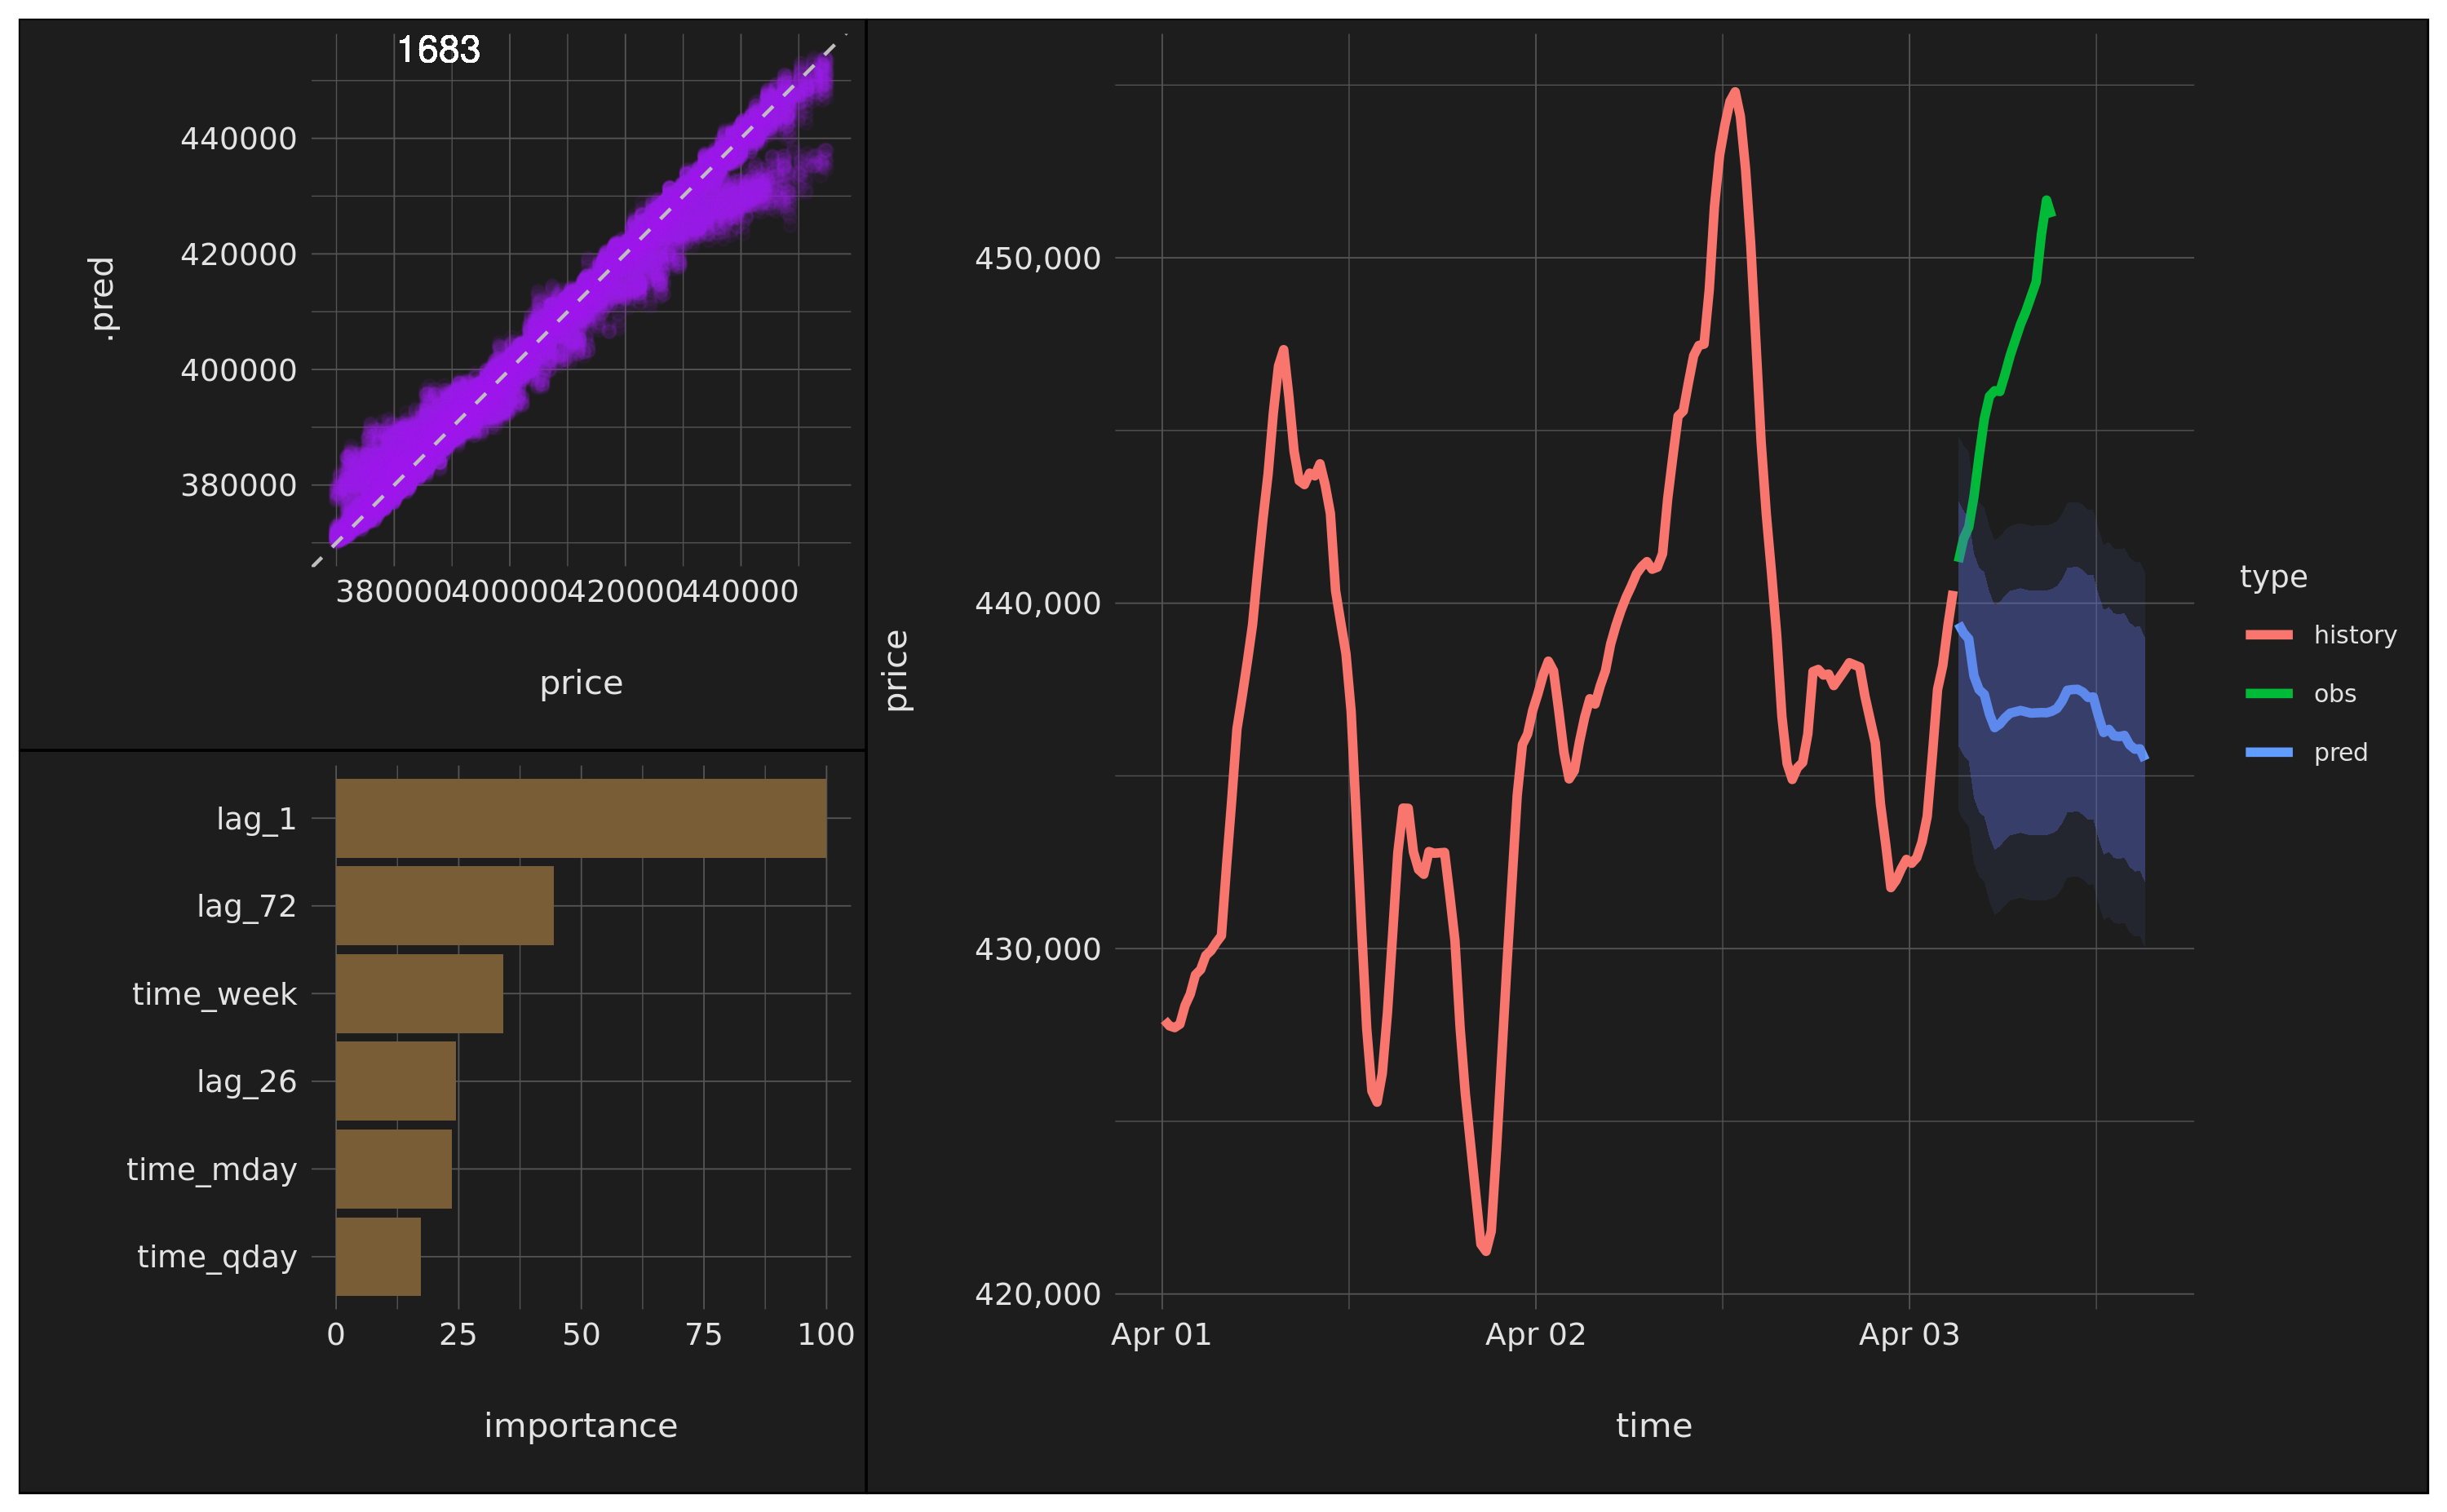 1683
.pred
440000
420000
400000
380000
380000400000420000440000
price
lag_1
lag_72
time_week
lag_26
time_mday
time_qday
0 25 50 75 100
importance
price
450,000
440,000
430,000
420,000
Apr 01 Apr 02 Apr 03
time
type
history
obs
pred